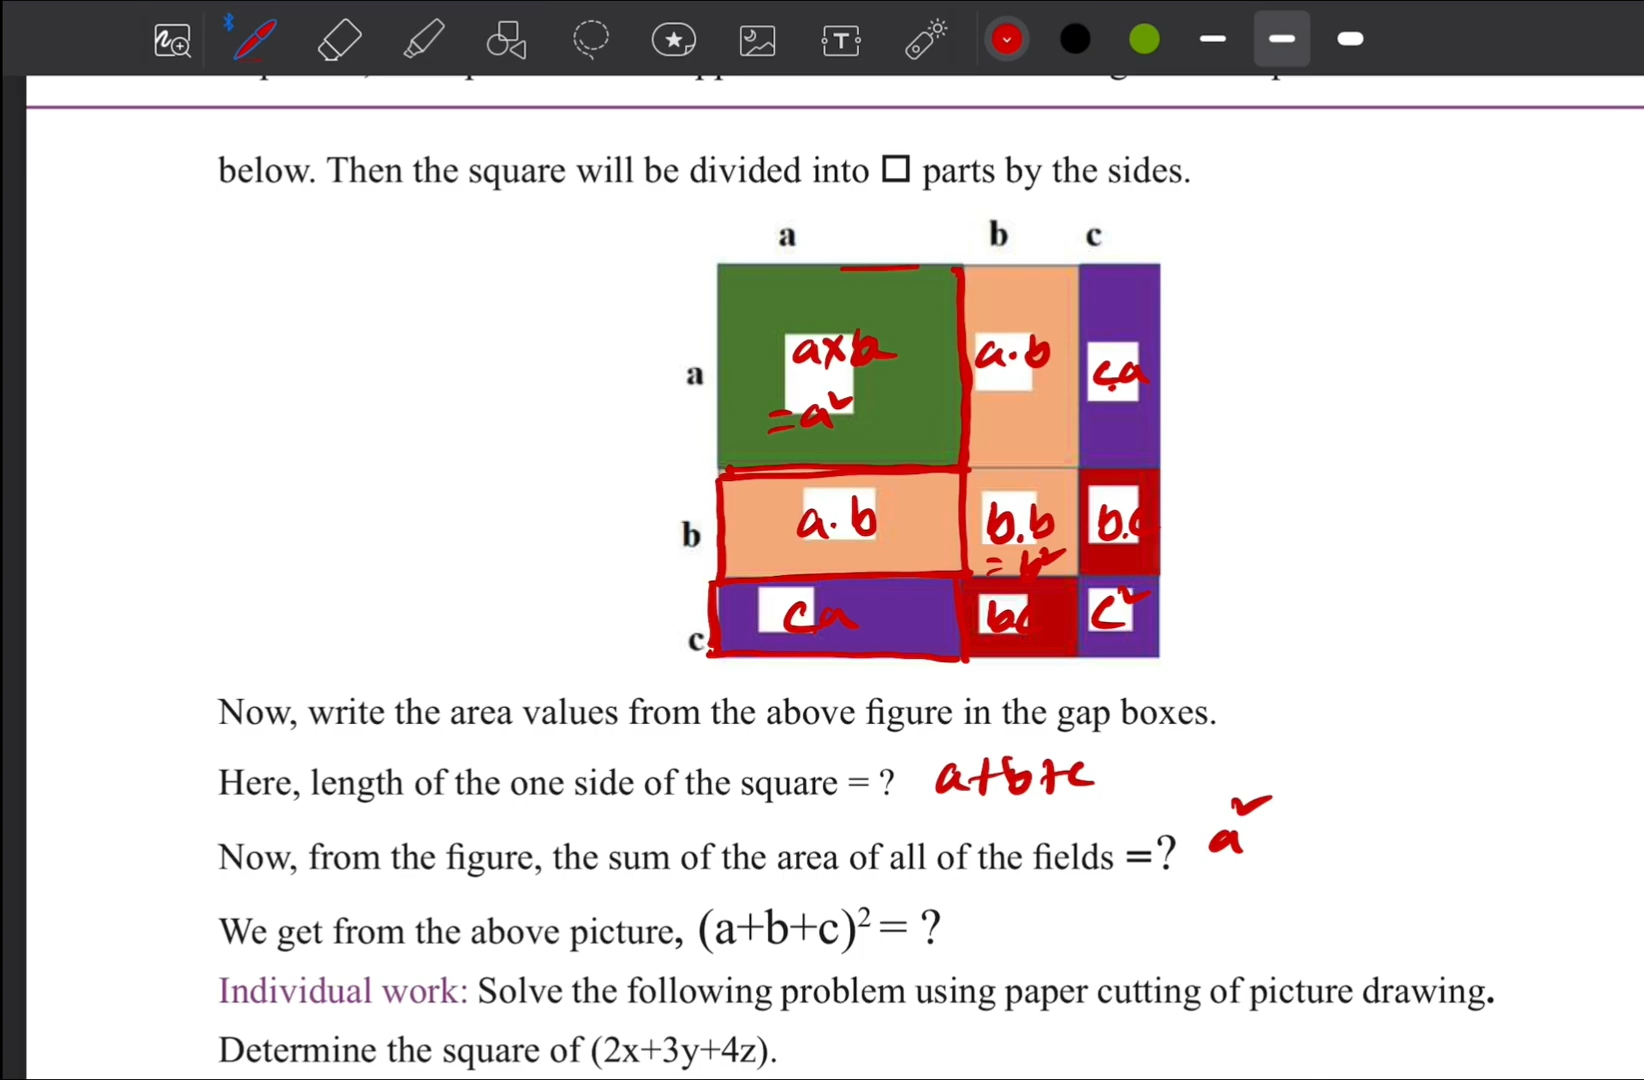 below. Then the square will be divided into □ parts by the sides.
a b c
a
a×a
=a²
a·b
ca
b
a·b
b.b
= b²
b.c
c
ca
bc
c²
Now, write the area values from the above figure in the gap boxes.
Here, length of the one side of the square = ? a+b+c
Now, from the figure, the sum of the area of all of the fields =? a²
We get from the above picture, (a+b+c)² = ?
Individual work: Solve the following problem using paper cutting of picture drawing.
Determine the square of (2x+3y+4z).